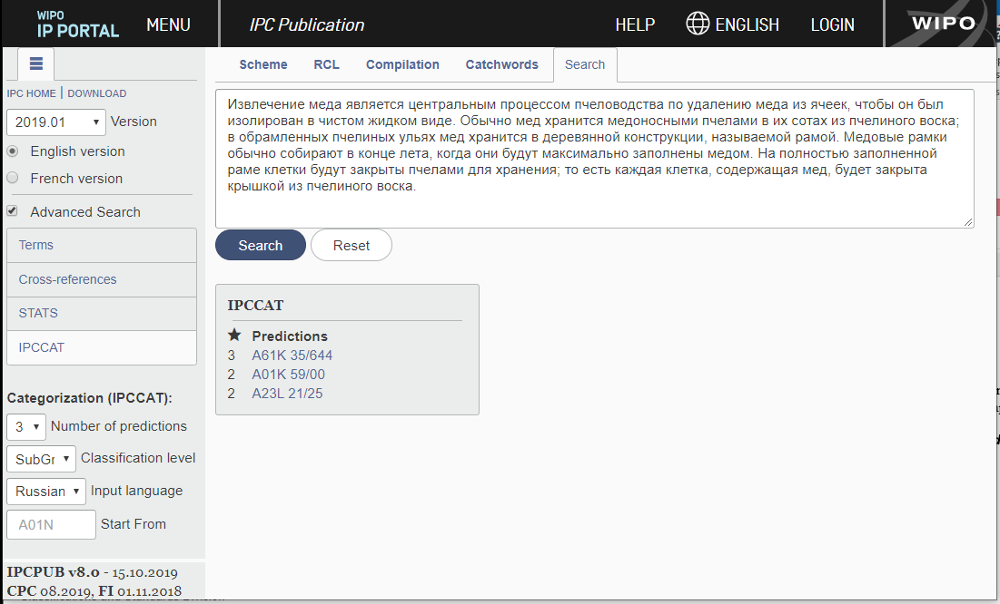 WIPO
IP PORTAL
MENU
IPC Publication
HELP
ENGLISH
LOGIN
WIPO
Scheme
RCL
Compilation
Catchwords
Search
IPC HOME | DOWNLOAD
2019.01 Version
English version
French version
Advanced Search
Terms
Cross-references
STATS
IPCCAT
Categorization (IPCCAT):
3 Number of predictions
SubGr Classification level
Russian Input language
A01N Start From
IPCPUB v8.0 - 15.10.2019
CPC 08.2019, FI 01.11.2018
Извлечение меда является центральным процессом пчеловодства по удалению меда из ячеек, чтобы он был
изолирован в чистом жидком виде. Обычно мед хранится медоносными пчелами в их сотах из пчелиного воска;
в обрамленных пчелиных ульях мед хранится в деревянной конструкции, называемой рамой. Медовые рамки
обычно собирают в конце лета, когда они будут максимально заполнены медом. На полностью заполненной
раме клетки будут закрыты пчелами для хранения; то есть каждая клетка, содержащая мед, будет закрыта
крышкой из пчелиного воска.
Search
Reset
IPCCAT
Predictions
3 A61K 35/644
2 A01K 59/00
2 A23L 21/25